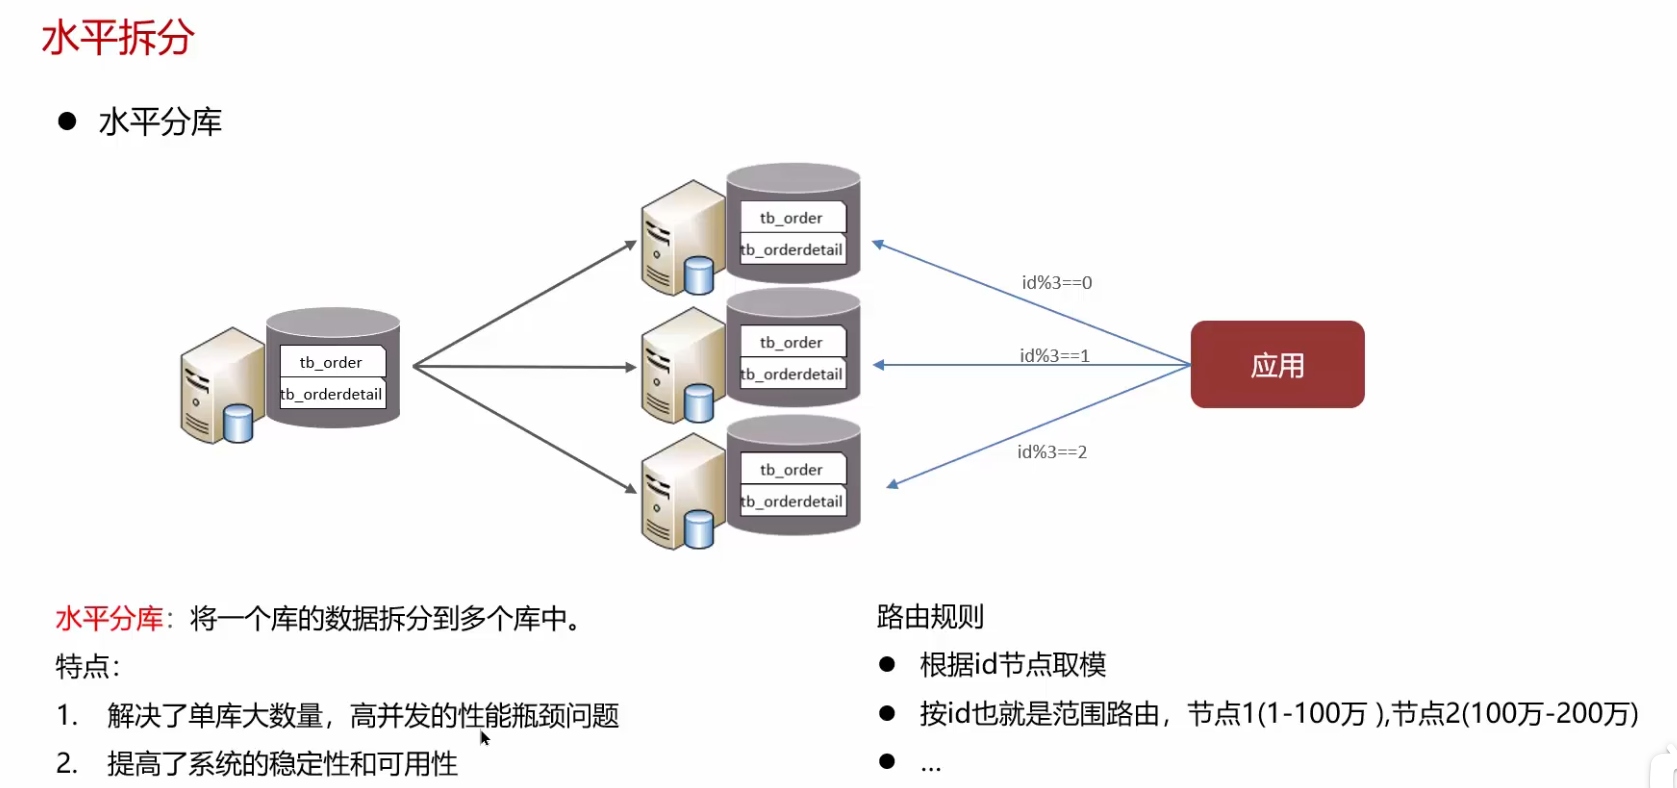 水平拆分
● 水平分库
tb_order
tb_orderdetail
tb_order
tb_orderdetail
tb_order
tb_orderdetail
tb_order
tb_orderdetail
id%3==0
id%3==1
id%3==2
应用
水平分库：将一个库的数据拆分到多个库中。
特点：
1. 解决了单库大数量，高并发的性能瓶颈问题
2. 提高了系统的稳定性和可用性
路由规则
● 根据id节点取模
● 按id也就是范围路由，节点1(1-100万 ),节点2(100万-200万)
● ...